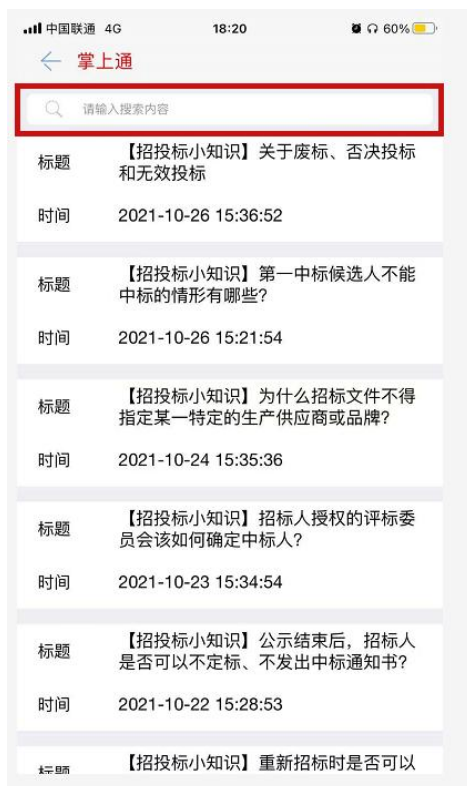 中国联通 4G 18:20 60%
掌上通
请输入搜索内容
标题 【招投标小知识】关于废标、否决投标
和无效投标
时间 2021-10-26 15:36:52
标题 【招投标小知识】第一中标候选人不能
中标的情形有哪些?
时间 2021-10-26 15:21:54
标题 【招投标小知识】为什么招标文件不得
指定某一特定的生产供应商或品牌?
时间 2021-10-24 15:35:36
标题 【招投标小知识】招标人授权的评标委
员会该如何确定中标人?
时间 2021-10-23 15:34:54
标题 【招投标小知识】公示结束后，招标人
是否可以不定标、不发出中标通知书?
时间 2021-10-22 15:28:53
标题 【招投标小知识】重新招标时是否可以